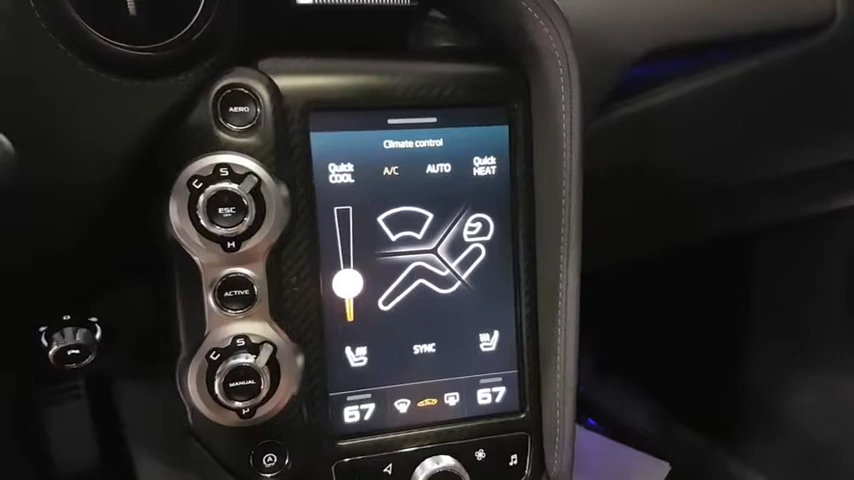 AERO
C S
ESC
OFF
H
ACTIVE
C S
MANUAL
P
Climate control
Quick
COOL
A/C
AUTO
Quick
HEAT
SYNC
67
67
A